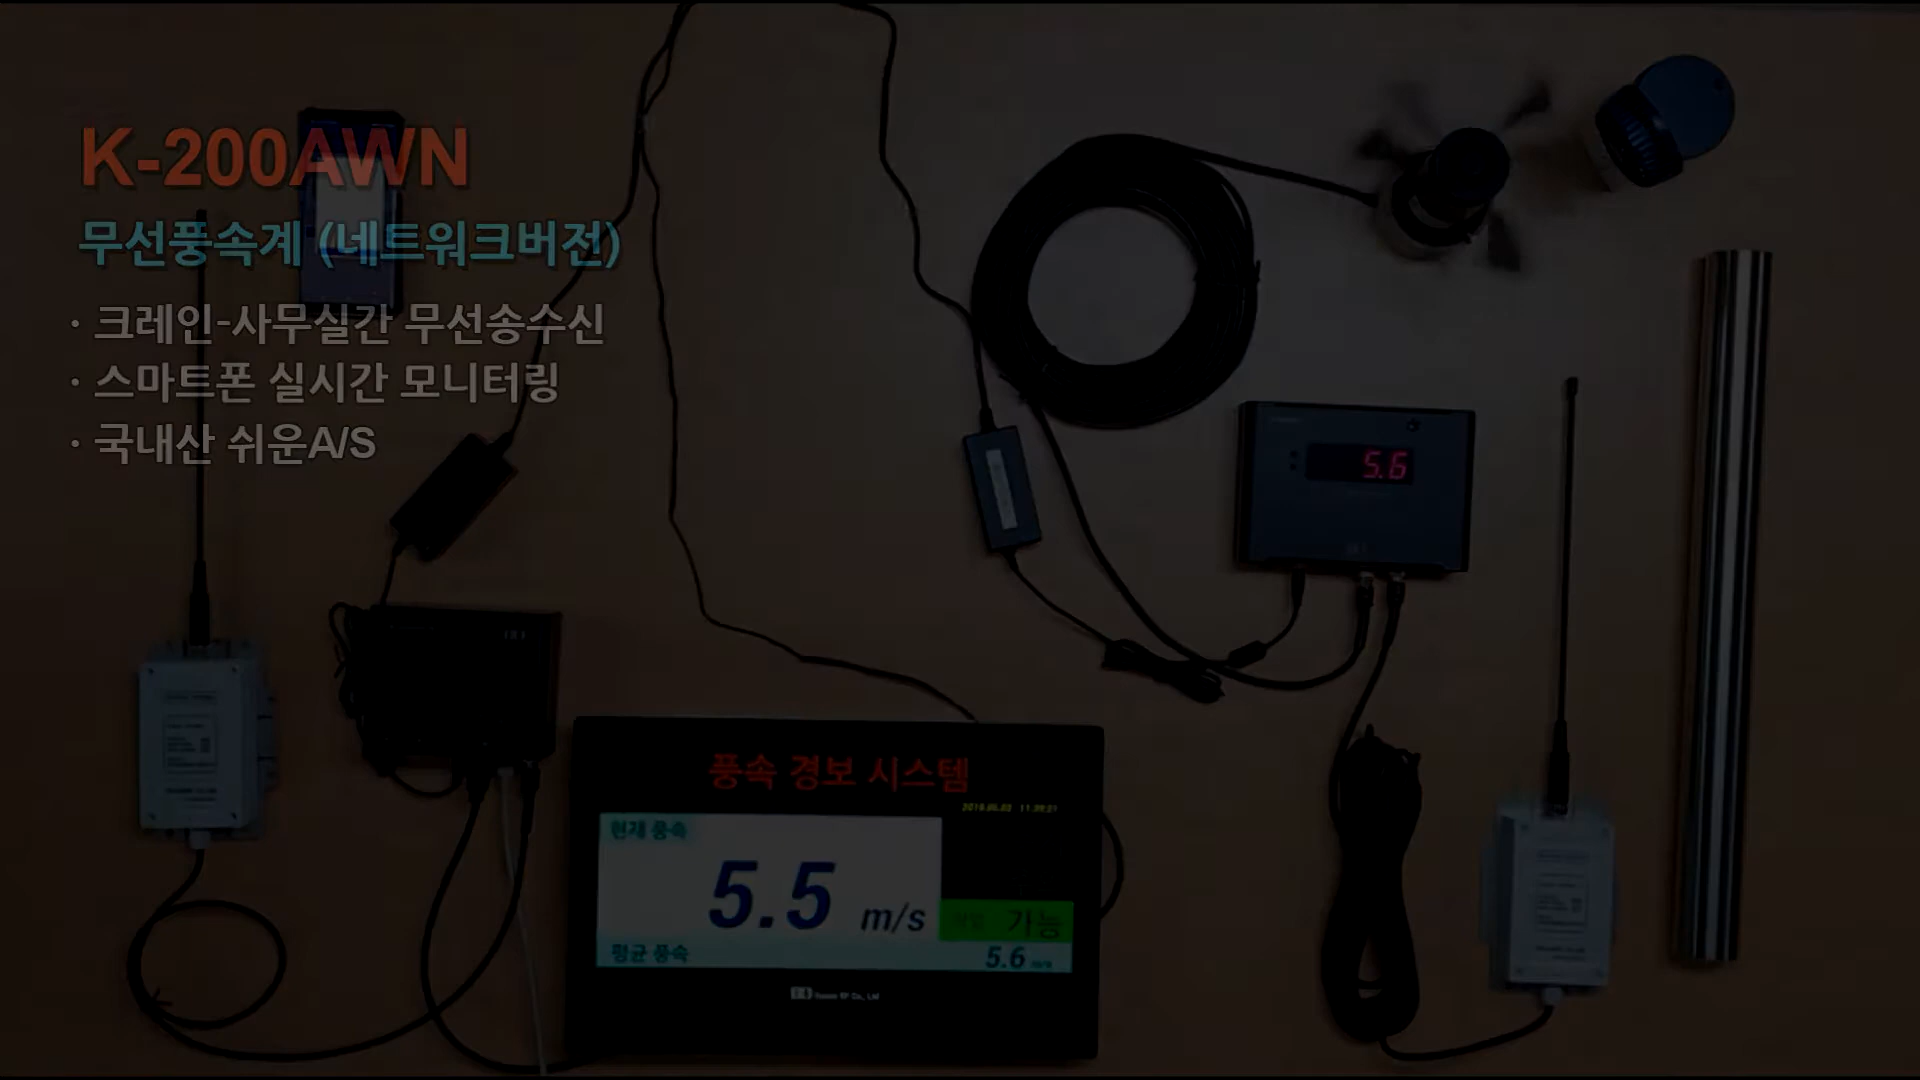 K-200AWN
무선풍속계 (네트워크버전)
· 크레인-사무실간 무선송수신
· 스마트폰 실시간 모니터링
· 국내산 쉬운A/S
5.6
풍속 경보 시스템
현재 풍속
5.5 m/s
가능
평균 풍속
5.6 m/s